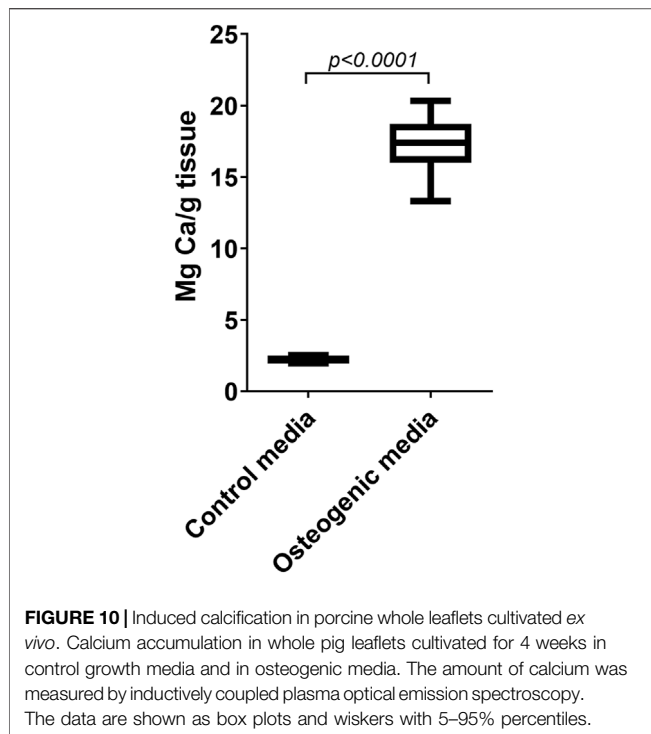 25
p<0.0001
20
15
10
5
0
Mg Ca/g tissue
Control media
Osteogenic media
FIGURE 10 | Induced calcification in porcine whole leaflets cultivated ex
vivo. Calcium accumulation in whole pig leaflets cultivated for 4 weeks in
control growth media and in osteogenic media. The amount of calcium was
measured by inductively coupled plasma optical emission spectroscopy.
The data are shown as box plots and wiskers with 5–95% percentiles.